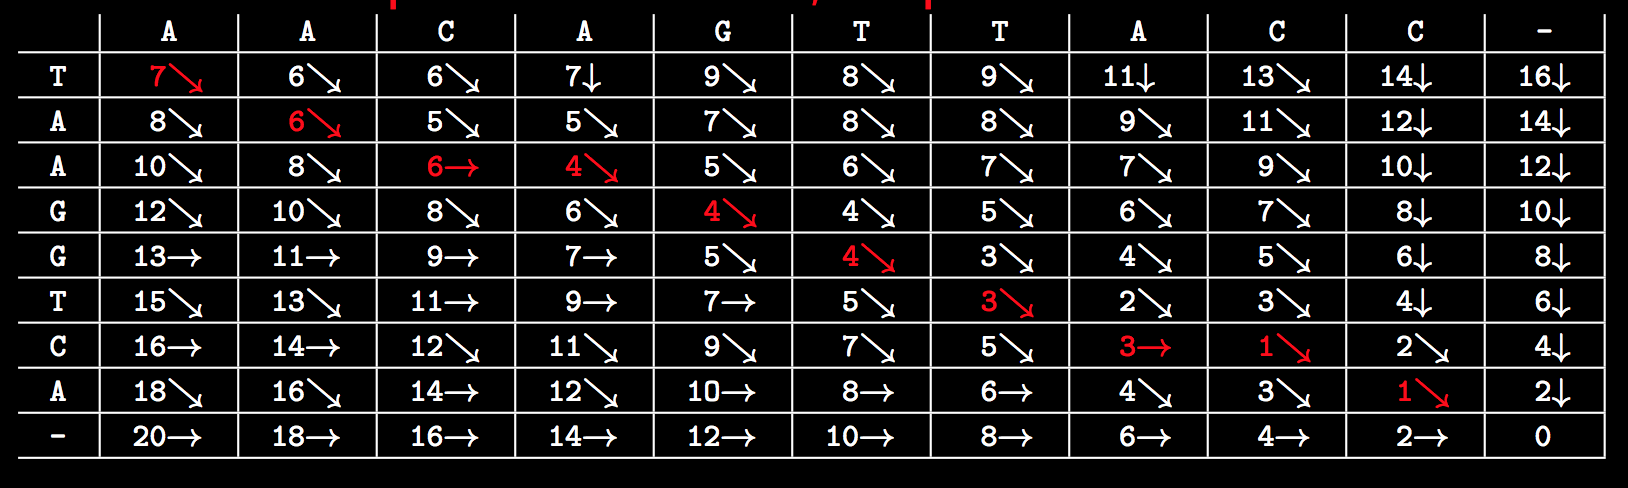 A A C A G T T A C C -
T 7↘ 6↘ 6↘ 7↓ 9↘ 8↘ 9↘ 11↓ 13↘ 14↓ 16↓
A 8↘ 6↘ 5↘ 5↘ 7↘ 8↘ 8↘ 9↘ 11↘ 12↓ 14↓
A 10↘ 8↘ 6→ 4↘ 5↘ 6↘ 7↘ 7↘ 9↘ 10↓ 12↓
G 12↘ 10↘ 8↘ 6↘ 4↘ 4↘ 5↘ 6↘ 7↘ 8↓ 10↓
G 13→ 11→ 9→ 7→ 5↘ 4↘ 3↘ 4↘ 5↘ 6↓ 8↓
T 15↘ 13↘ 11→ 9→ 7→ 5↘ 3↘ 2↘ 3↘ 4↓ 6↓
C 16→ 14→ 12↘ 11↘ 9↘ 7↘ 5↘ 3→ 1↘ 2↘ 4↓
A 18↘ 16↘ 14→ 12↘ 10→ 8→ 6→ 4↘ 3↘ 1↘ 2↓
- 20→ 18→ 16→ 14→ 12→ 10→ 8→ 6→ 4→ 2→ 0